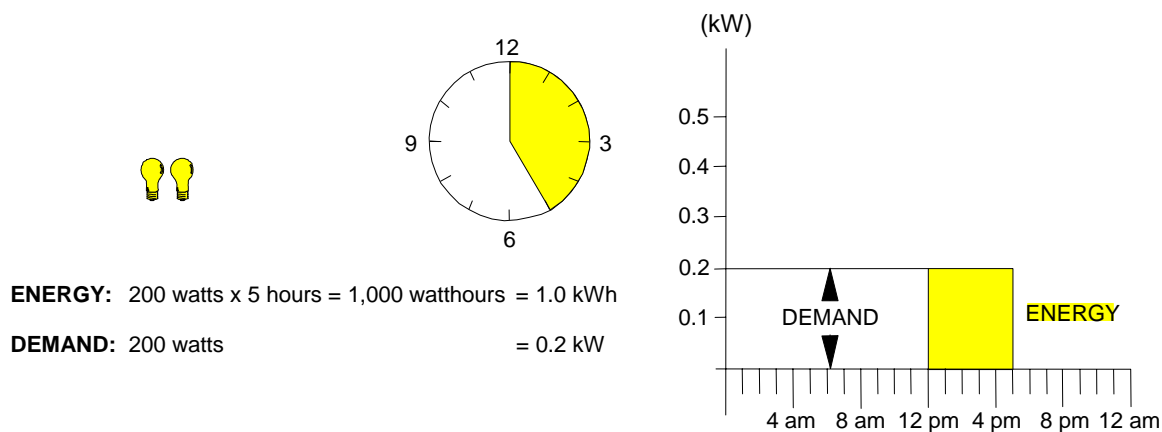 12
9
3
6
ENERGY: 200 watts x 5 hours = 1,000 watthours = 1.0 kWh
DEMAND: 200 watts = 0.2 kW
(kW)
0.5
0.4
0.3
0.2
0.1
DEMAND
ENERGY
4 am 8 am 12 pm 4 pm 8 pm 12 am